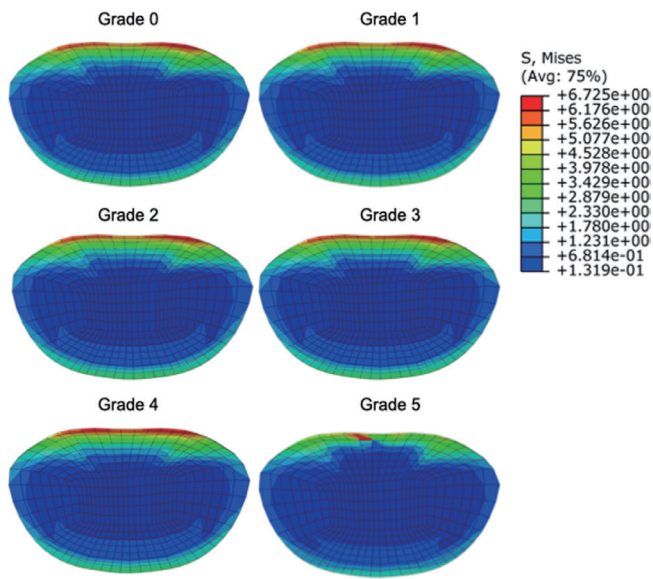 Grade 0
Grade 1
S, Mises
(Avg: 75%)
+6.725e+00
+6.176e+00
+5.626e+00
+5.077e+00
+4.528e+00
+3.978e+00
+3.429e+00
+2.879e+00
+2.330e+00
+1.780e+00
+1.231e+00
+6.814e-01
+1.319e-01
Grade 2
Grade 3
Grade 4
Grade 5